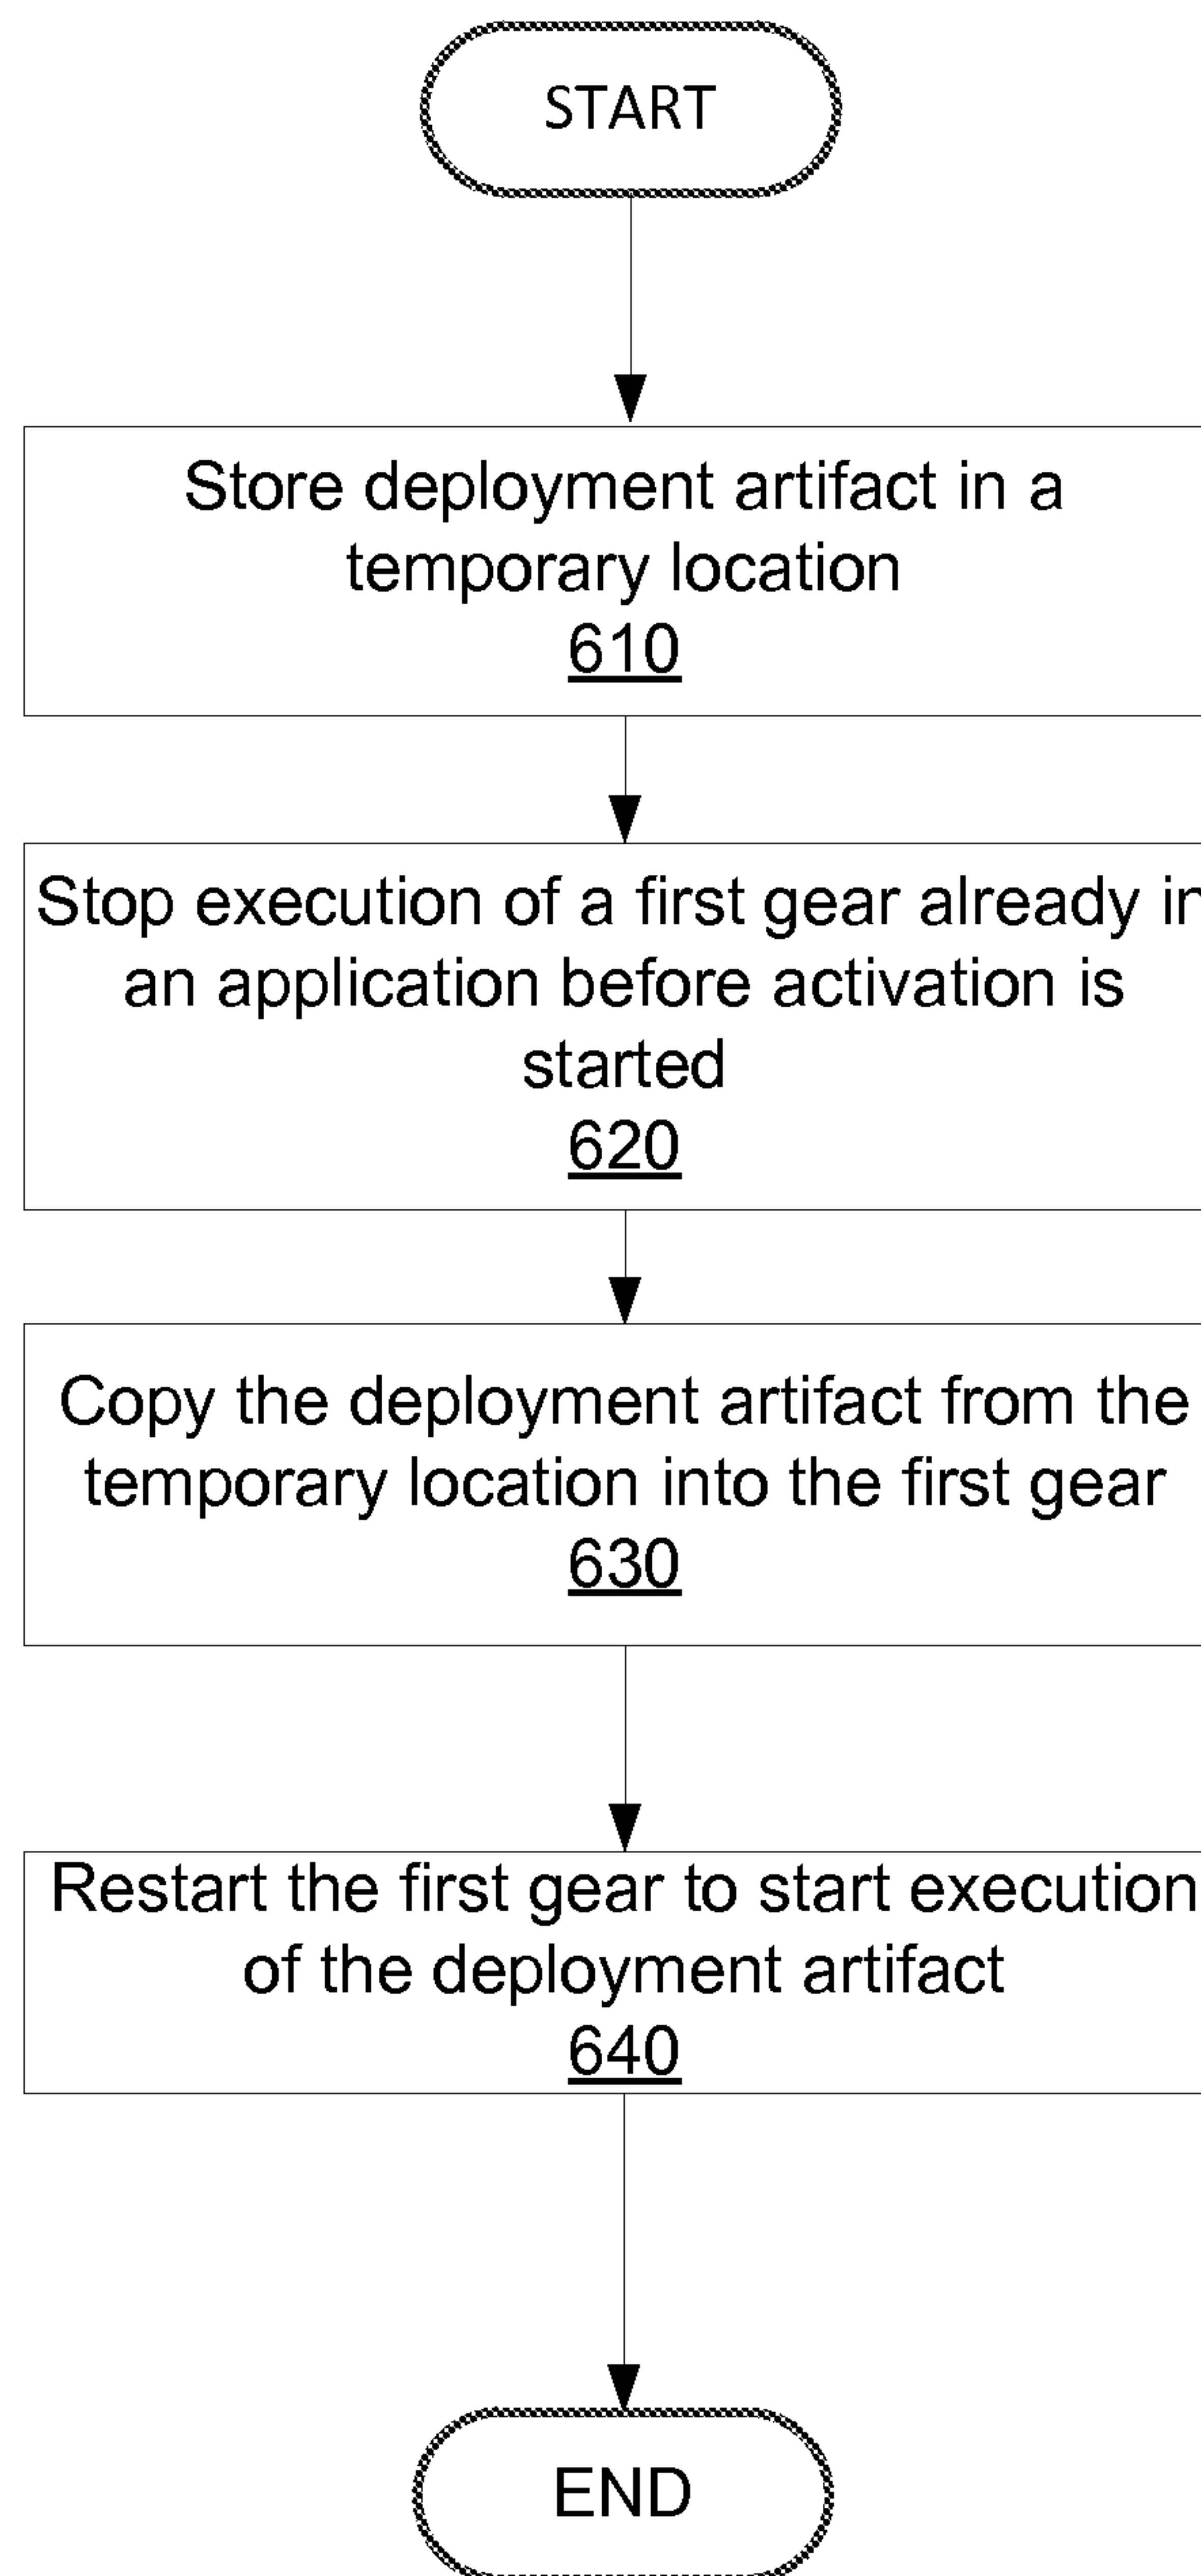 START
Store deployment artifact in a
temporary location
610
Stop execution of a first gear already in
an application before activation is
started
620
Copy the deployment artifact from the
temporary location into the first gear
630
Restart the first gear to start execution
of the deployment artifact
640
END